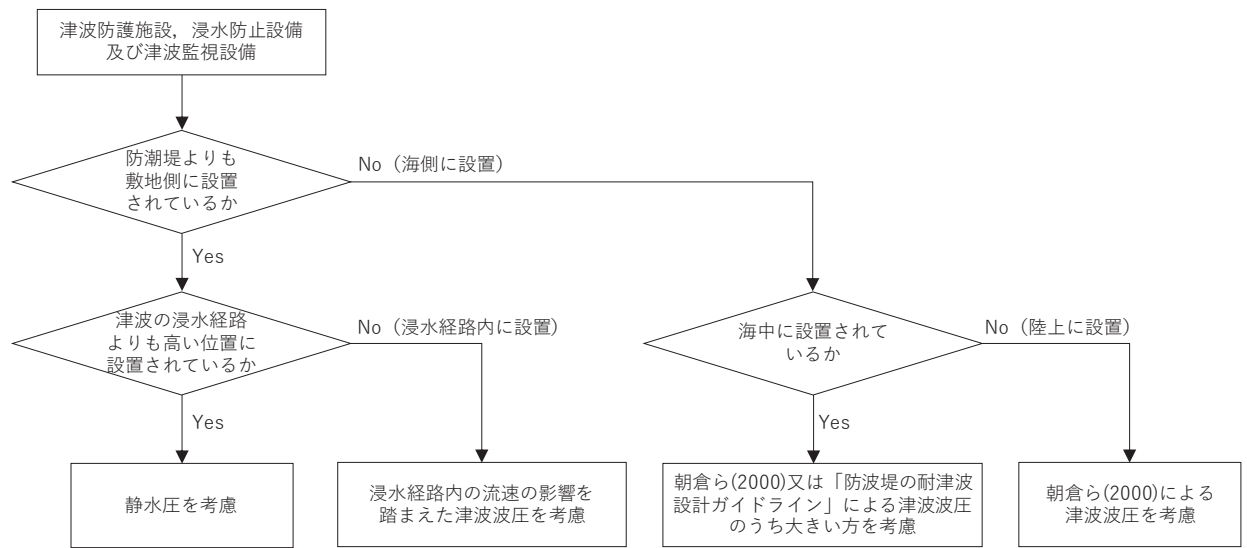 津波防護施設，浸水防止設備
及び津波監視設備
防潮堤よりも
敷地側に設置
されているか
No（海側に設置）
Yes
津波の浸水経路
よりも高い位置に
設置されているか
No（浸水経路内に設置）
海中に設置されて
いるか
No（陸上に設置）
Yes
Yes
静水圧を考慮
浸水経路内の流速の影響を
踏まえた津波波圧を考慮
朝倉ら(2000)又は「防波堤の耐津波
設計ガイドライン」による津波波圧
のうち大きい方を考慮
朝倉ら(2000)による
津波波圧を考慮